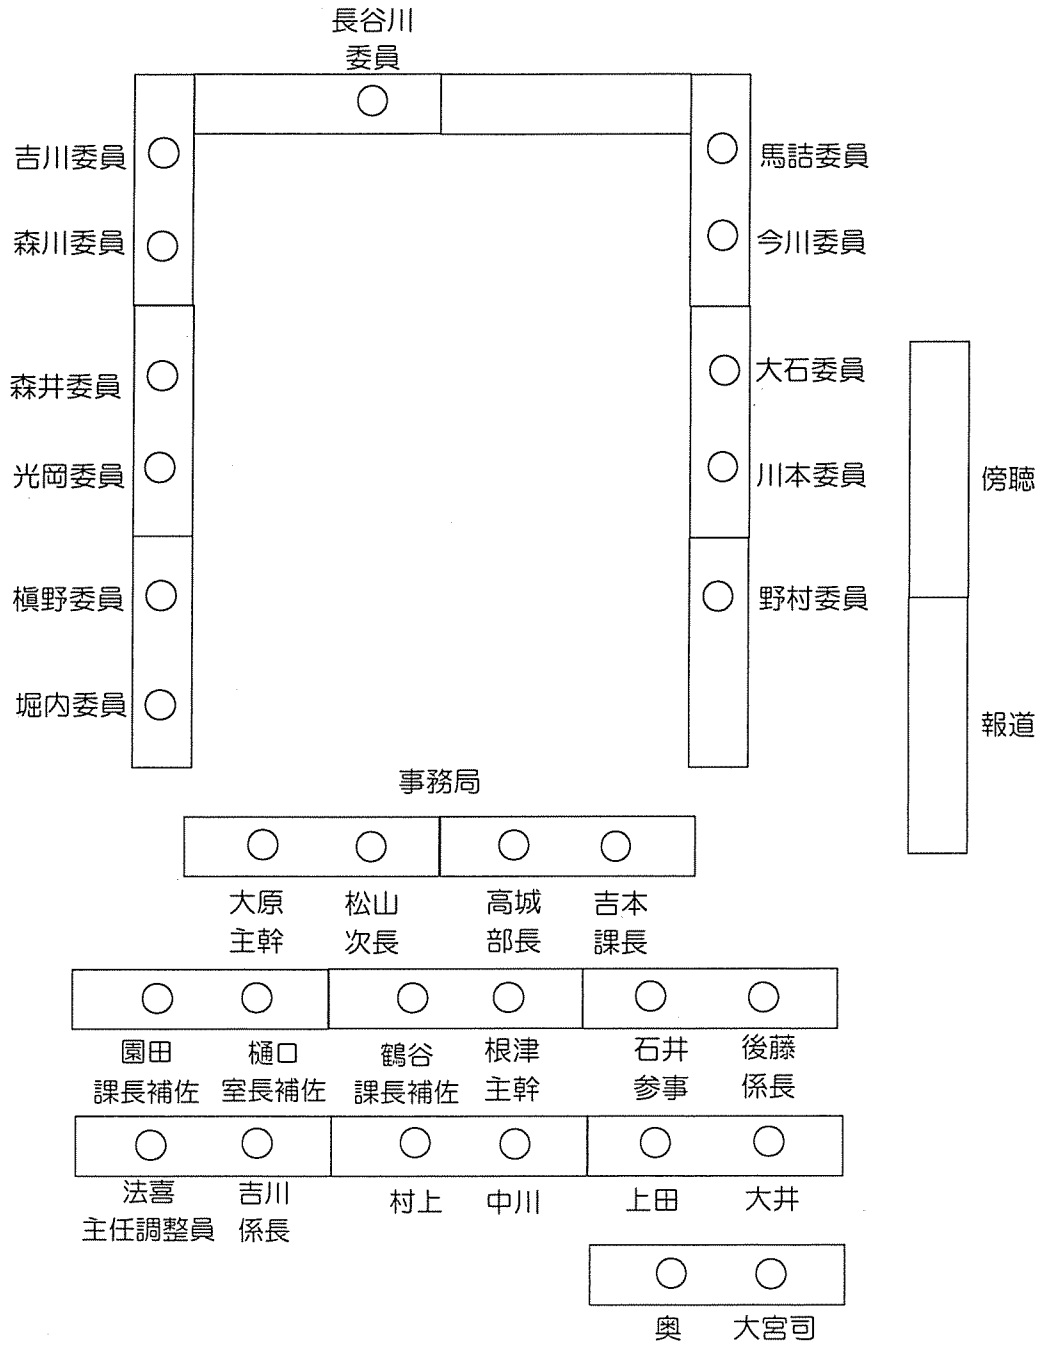 長谷川
委員
吉川委員
馬詰委員
森川委員
今川委員
森井委員
大石委員
光岡委員
川本委員
傍聴
槇野委員
野村委員
堀内委員
報道
事務局
大原
主幹
松山
次長
高城
部長
吉本
課長
園田
課長補佐
樋口
室長補佐
鶴谷
課長補佐
根津
主幹
石井
参事
後藤
係長
法喜
主任調整員
吉川
係長
村上
中川
上田
大井
奥
大宮司